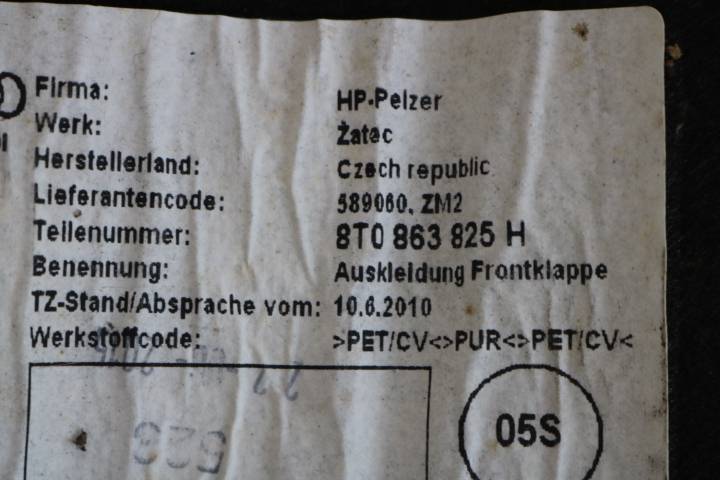 Firma: HP-Pelzer
Werk: Žatec
Herstellerland: Czech republic
Lieferantencode: 589060, ZM2
Teilenummer: 8T0 863 825 H
Benennung: Auskleidung Frontklappe
TZ-Stand/Absprache vom: 10.6.2010
Werkstoffcode: >PET/CV<>PUR<>PET/CV<
05S